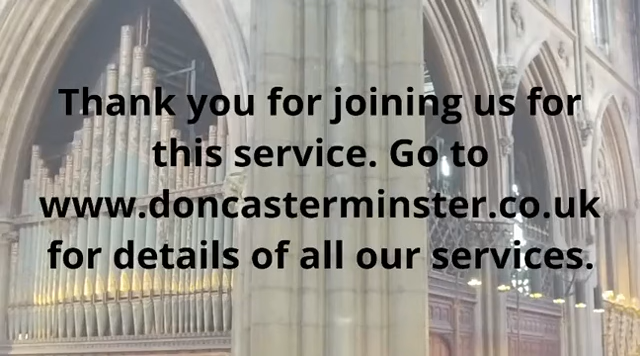 Thank you for joining us for
this service. Go to
www.doncasterminster.co.uk
for details of all our services.